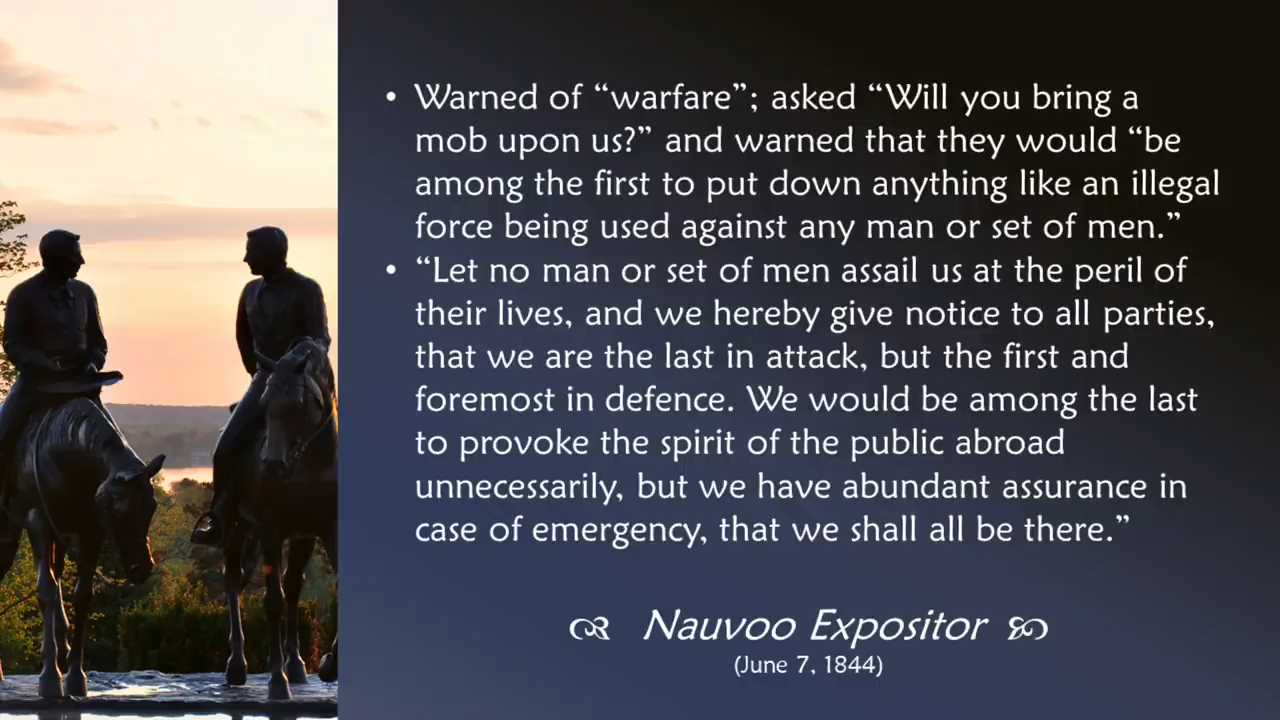 • Warned of “warfare”; asked “Will you bring a
mob upon us?” and warned that they would “be
among the first to put down anything like an illegal
force being used against any man or set of men.”
• “Let no man or set of men assail us at the peril of
their lives, and we hereby give notice to all parties,
that we are the last in attack, but the first and
foremost in defence. We would be among the last
to provoke the spirit of the public abroad
unnecessarily, but we have abundant assurance in
case of emergency, that we shall all be there.”
Nauvoo Expositor
(June 7, 1844)